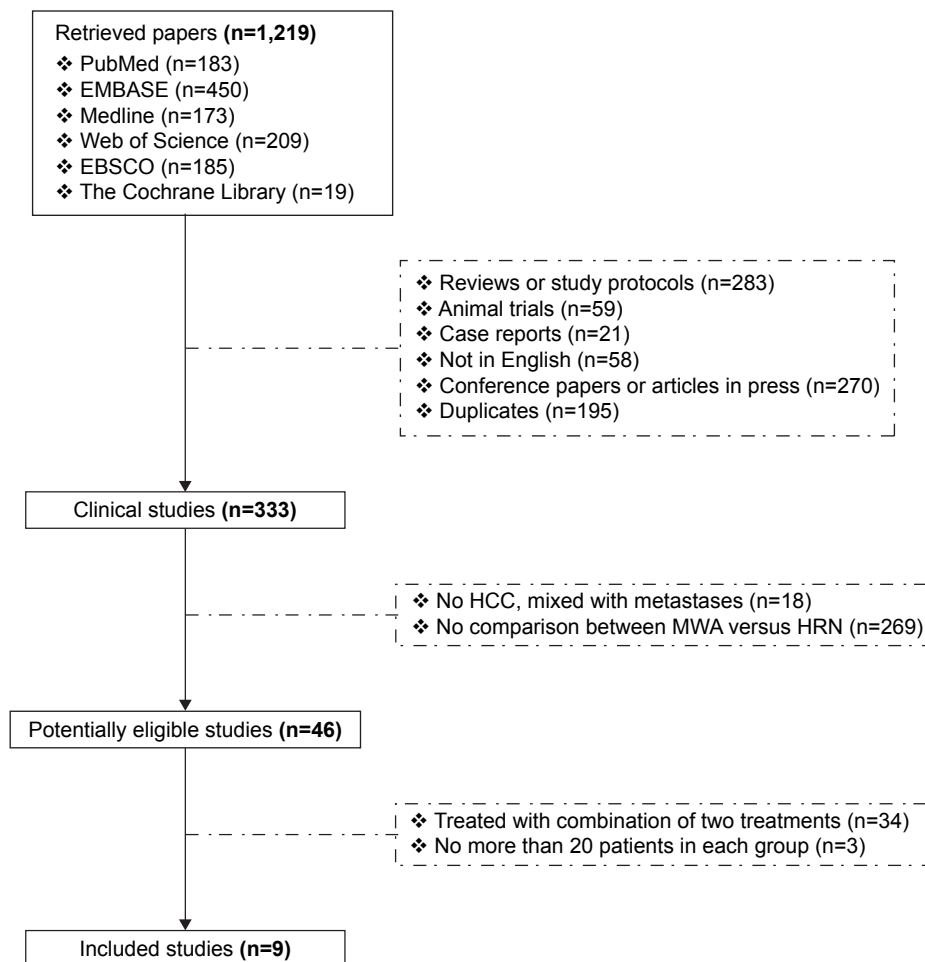 Retrieved papers (n=1,219)
❖ PubMed (n=183)
❖ EMBASE (n=450)
❖ Medline (n=173)
❖ Web of Science (n=209)
❖ EBSCO (n=185)
❖ The Cochrane Library (n=19)
❖ Reviews or study protocols (n=283)
❖ Animal trials (n=59)
❖ Case reports (n=21)
❖ Not in English (n=58)
❖ Conference papers or articles in press (n=270)
❖ Duplicates (n=195)
Clinical studies (n=333)
❖ No HCC, mixed with metastases (n=18)
❖ No comparison between MWA versus HRN (n=269)
Potentially eligible studies (n=46)
❖ Treated with combination of two treatments (n=34)
❖ No more than 20 patients in each group (n=3)
Included studies (n=9)